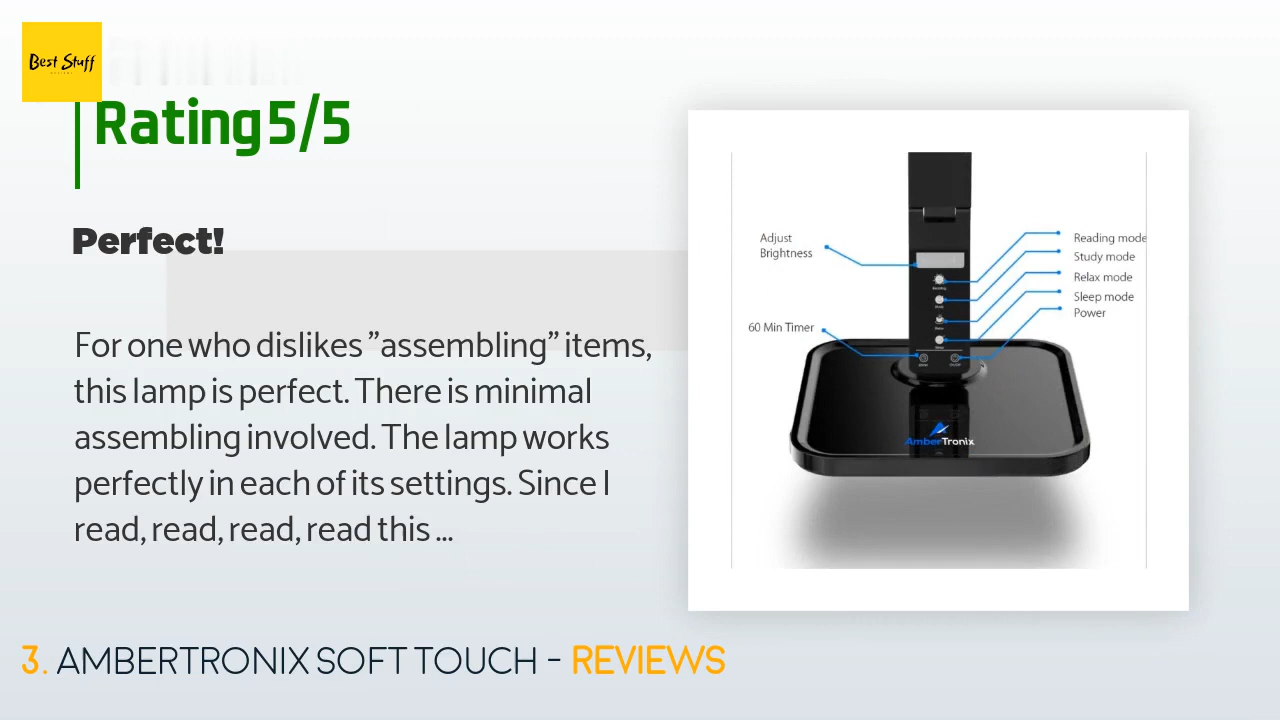 Best Stuff
Rating 5/5
Perfect!
For one who dislikes ”assembling” items,
this lamp is perfect. There is minimal
assembling involved. The lamp works
perfectly in each of its settings. Since I
read, read, read, read this ...
Adjust
Brightness
60 Min Timer
Reading mode
Study mode
Relax mode
Sleep mode
Power
AmberTronix
3. AMBERTRONIX SOFT TOUCH - REVIEWS